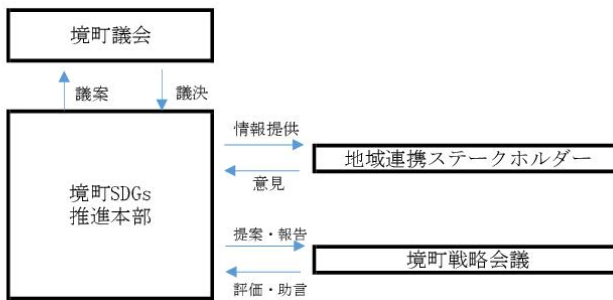 境町議会
議案
議決
境町SDGs
推進本部
情報提供
意見
地域連携ステークホルダー
提案・報告
評価・助言
境町戦略会議